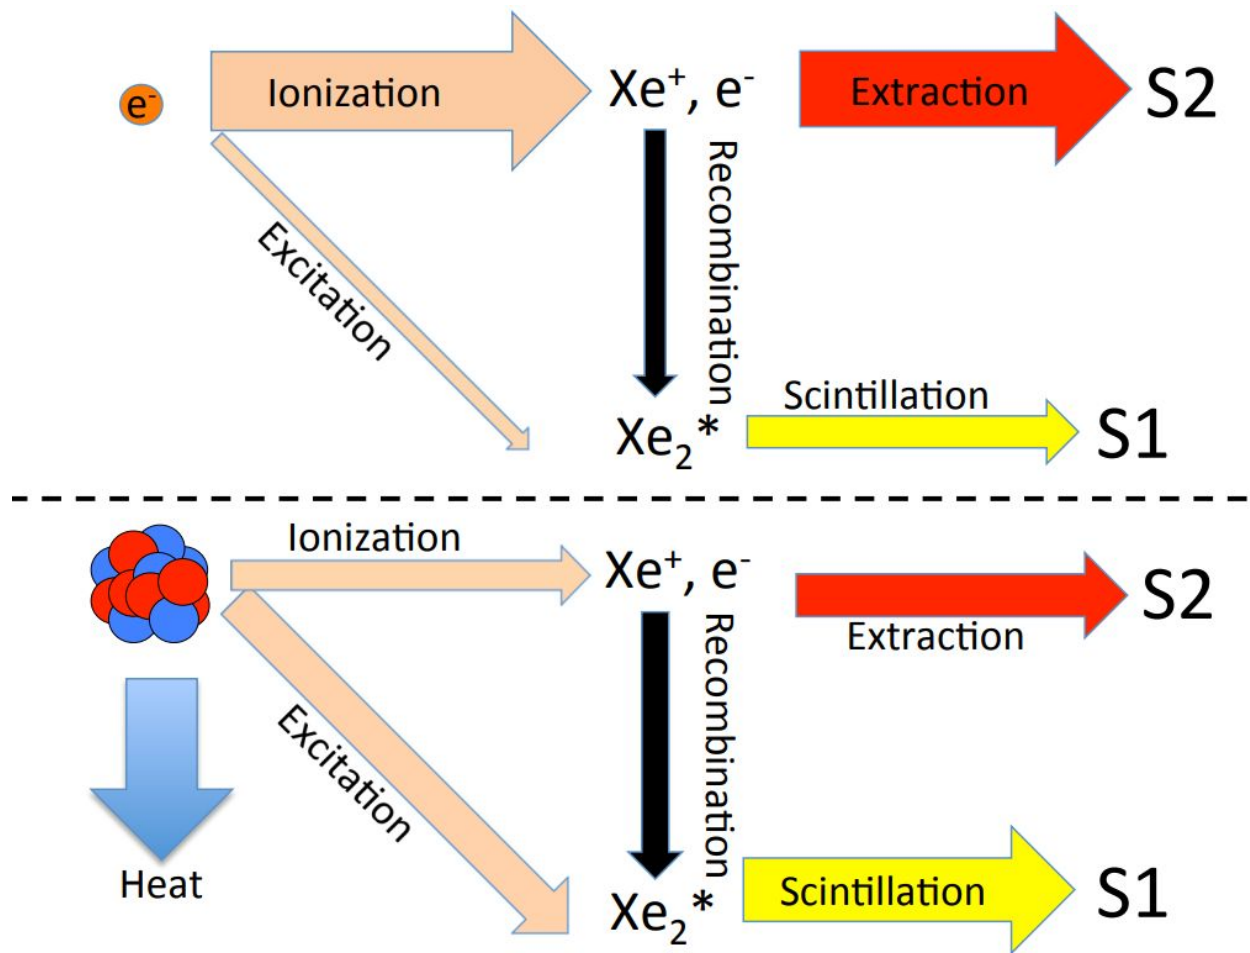 e⁻
Ionization
Xe⁺, e⁻
Extraction
S2
Excitation
Recombination
Xe₂*
Scintillation
S1
Ionization
Xe⁺, e⁻
Extraction
S2
Excitation
Recombination
Heat
Xe₂*
Scintillation
S1